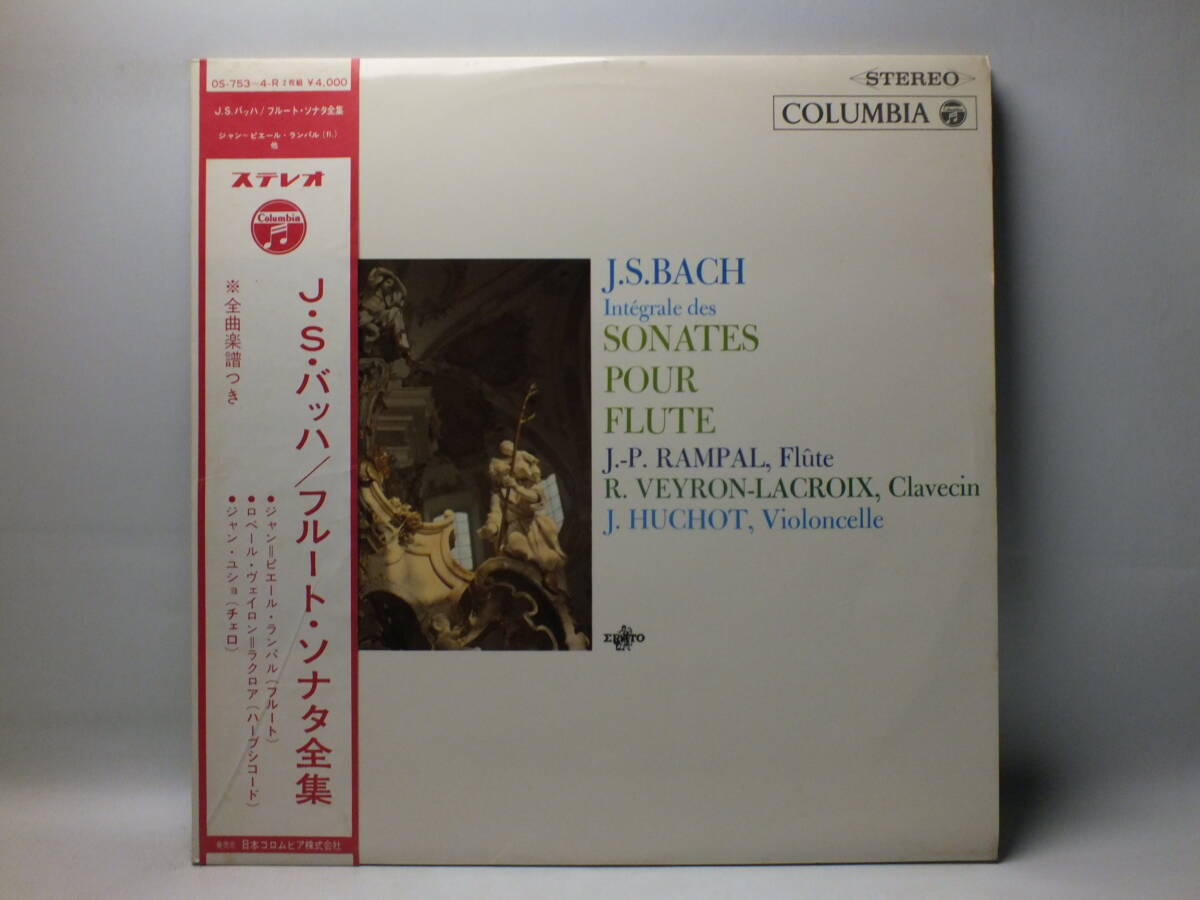 OS-753~4-R 2枚組 ¥4,000
J.S.バッハ/フルート・ソナタ全集
ジャン=ピエール・ランパル (fl.)
他
ステレオ
Columbia
J・S・バッハ/フルート・ソナタ全集
※全曲楽譜つき
●ジャン=ピエール・ランパル(フルート)
●ロベール・ヴェイロン=ラクロア(ハープシコード)
●ジャン・ユショ(チェロ)
発売元 日本コロムビア株式会社
STEREO
COLUMBIA
J.S.BACH
Intégrale des
SONATES
POUR
FLUTE
J.-P. RAMPAL, Flûte
R. VEYRON-LACROIX, Clavecin
J. HUCHOT, Violoncelle
ΣRATO